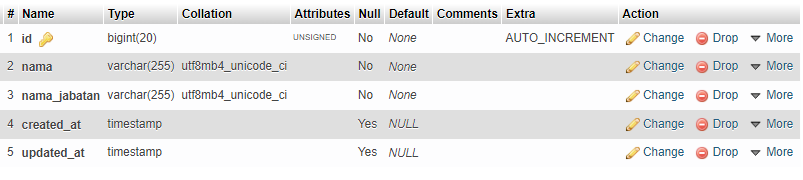 # Name Type Collation Attributes Null Default Comments Extra Action
1 id bigint(20) UNSIGNED No None AUTO_INCREMENT Change Drop More
2 nama varchar(255) utf8mb4_unicode_ci No None Change Drop More
3 nama_jabatan varchar(255) utf8mb4_unicode_ci No None Change Drop More
4 created_at timestamp Yes NULL Change Drop More
5 updated_at timestamp Yes NULL Change Drop More